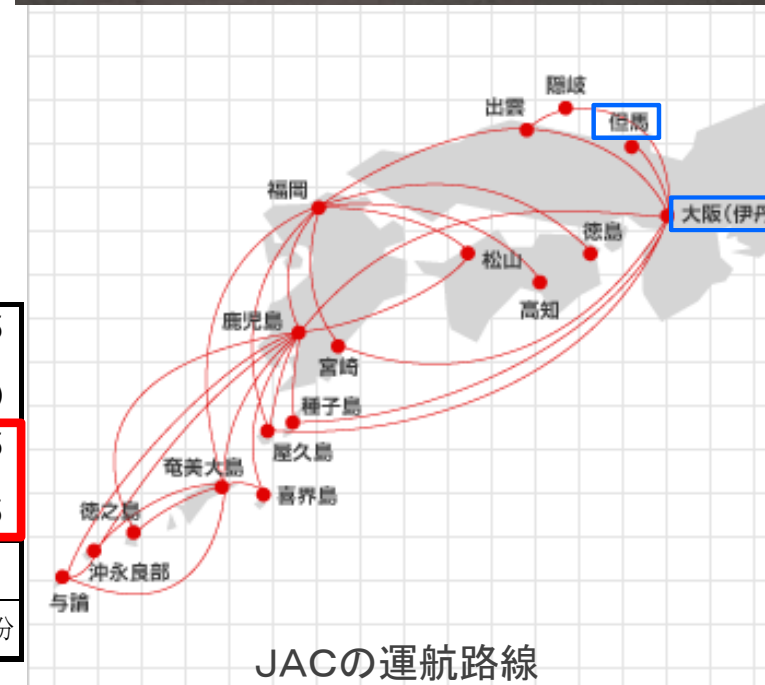 隠岐
出雲
但馬
福岡
大阪(伊丹
徳島
松山
高知
鹿児島
宮崎
種子島
屋久島
奄美大島
喜界島
徳之島
沖永良部
与論
分
JACの運航路線